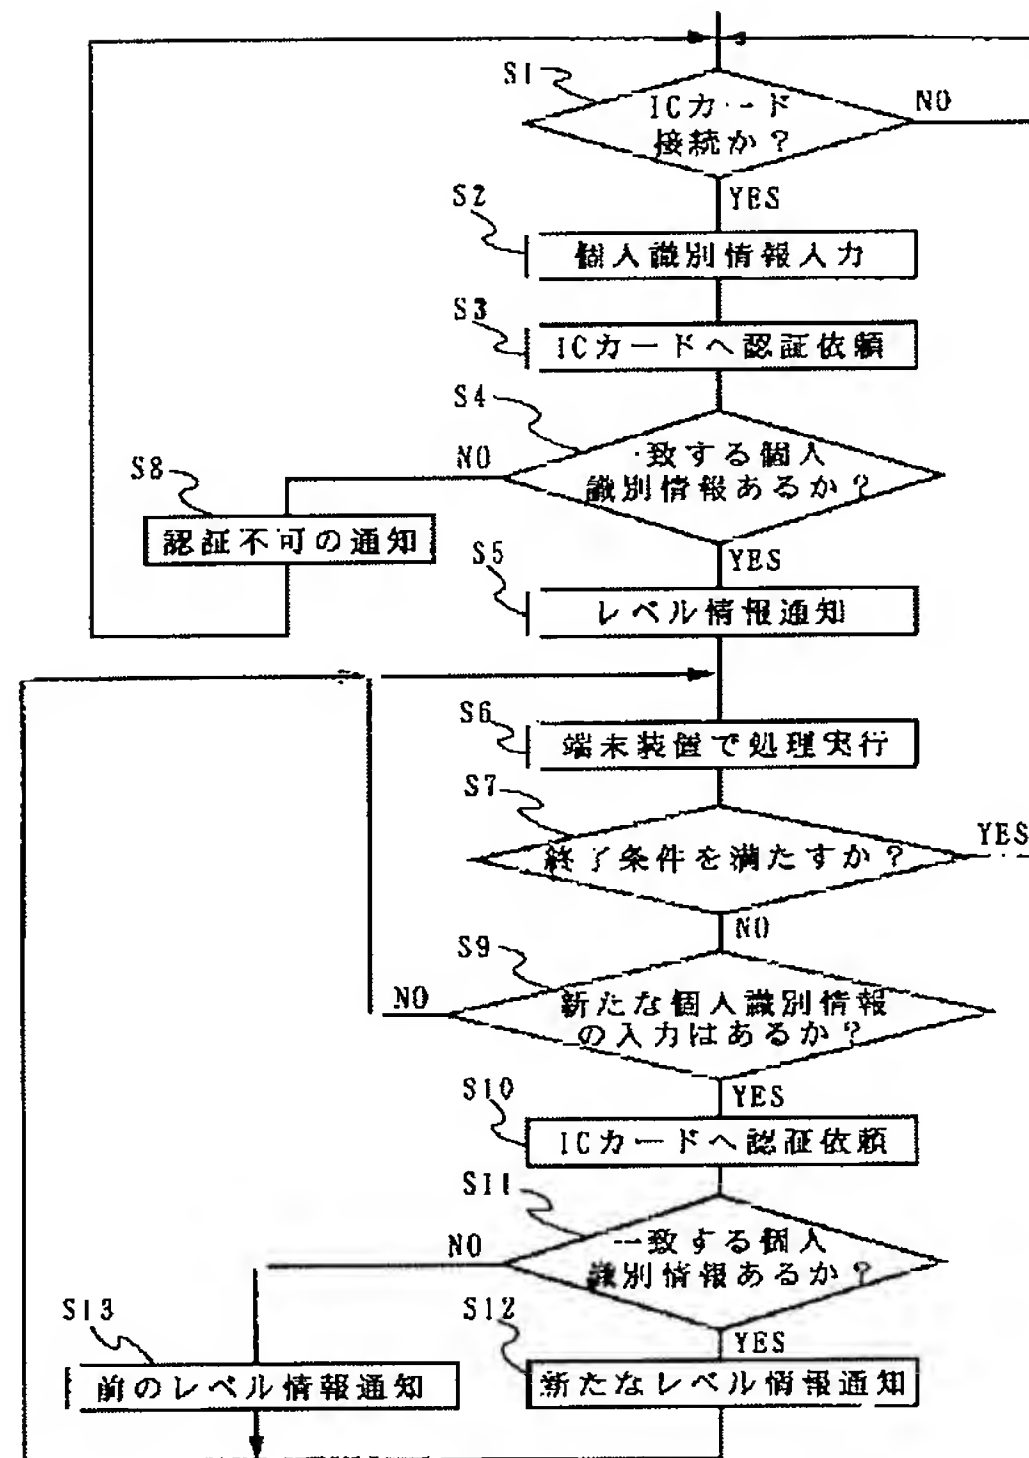 S1
ICカード
接続か？
NO
YES
S2
個人識別情報入力
S3
ICカードへ認証依頼
S4
一致する個人
識別情報あるか？
NO
S8
認証不可の通知
YES
S5
レベル情報通知
S6
端末装置で処理実行
S7
終了条件を満たすか？
YES
NO
S9
新たな個人識別情報
の入力はあるか？
NO
YES
S10
ICカードへ認証依頼
S11
一致する個人
識別情報あるか？
NO
S13
前のレベル情報通知
YES
S12
新たなレベル情報通知